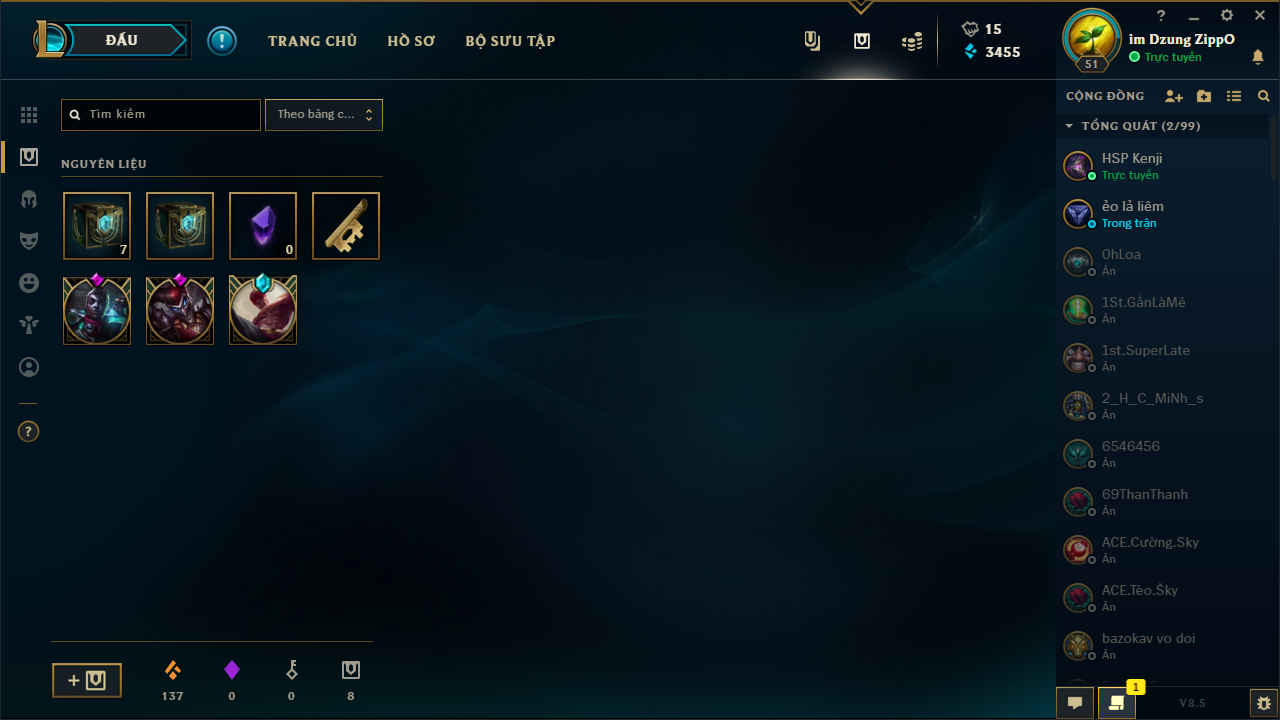 ĐẤU
TRANG CHỦ
HỒ SƠ
BỘ SƯU TẬP
15
3455
?
51
im Dzung ZippO
Trực tuyến
Tìm kiếm
Theo bảng c...
NGUYÊN LIỆU
7
0
?
137
0
0
8
CỘNG ĐỒNG
TỔNG QUÁT (2/99)
HSP Kenji
Trực tuyến
ẻo lả liêm
Trong trận
0hLoa
Ẩn
1St.GằnLàMê
Ẩn
1st.SuperLate
Ẩn
2_H_C_MiNh_s
Ẩn
6546456
Ẩn
69ThanThanh
Ẩn
ACE.Cường.Sky
Ẩn
ACE.Tèo.Šky
Ẩn
bazokav vo doi
Ẩn
1
V8.5